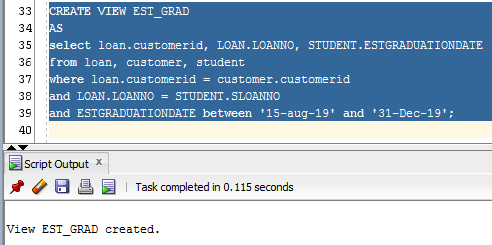 33 CREATE VIEW EST_GRAD
34 AS
35 select loan.customerid, LOAN.LOANNO, STUDENT.ESTGRADUATIONDATE
36 from loan, customer, student
37 where loan.customerid = customer.customerid
38 and LOAN.LOANNO = STUDENT.SLOANNO
39 and ESTGRADUATIONDATE between '15-aug-19' and '31-Dec-19';
40
Script Output x
Task completed in 0.115 seconds
View EST_GRAD created.